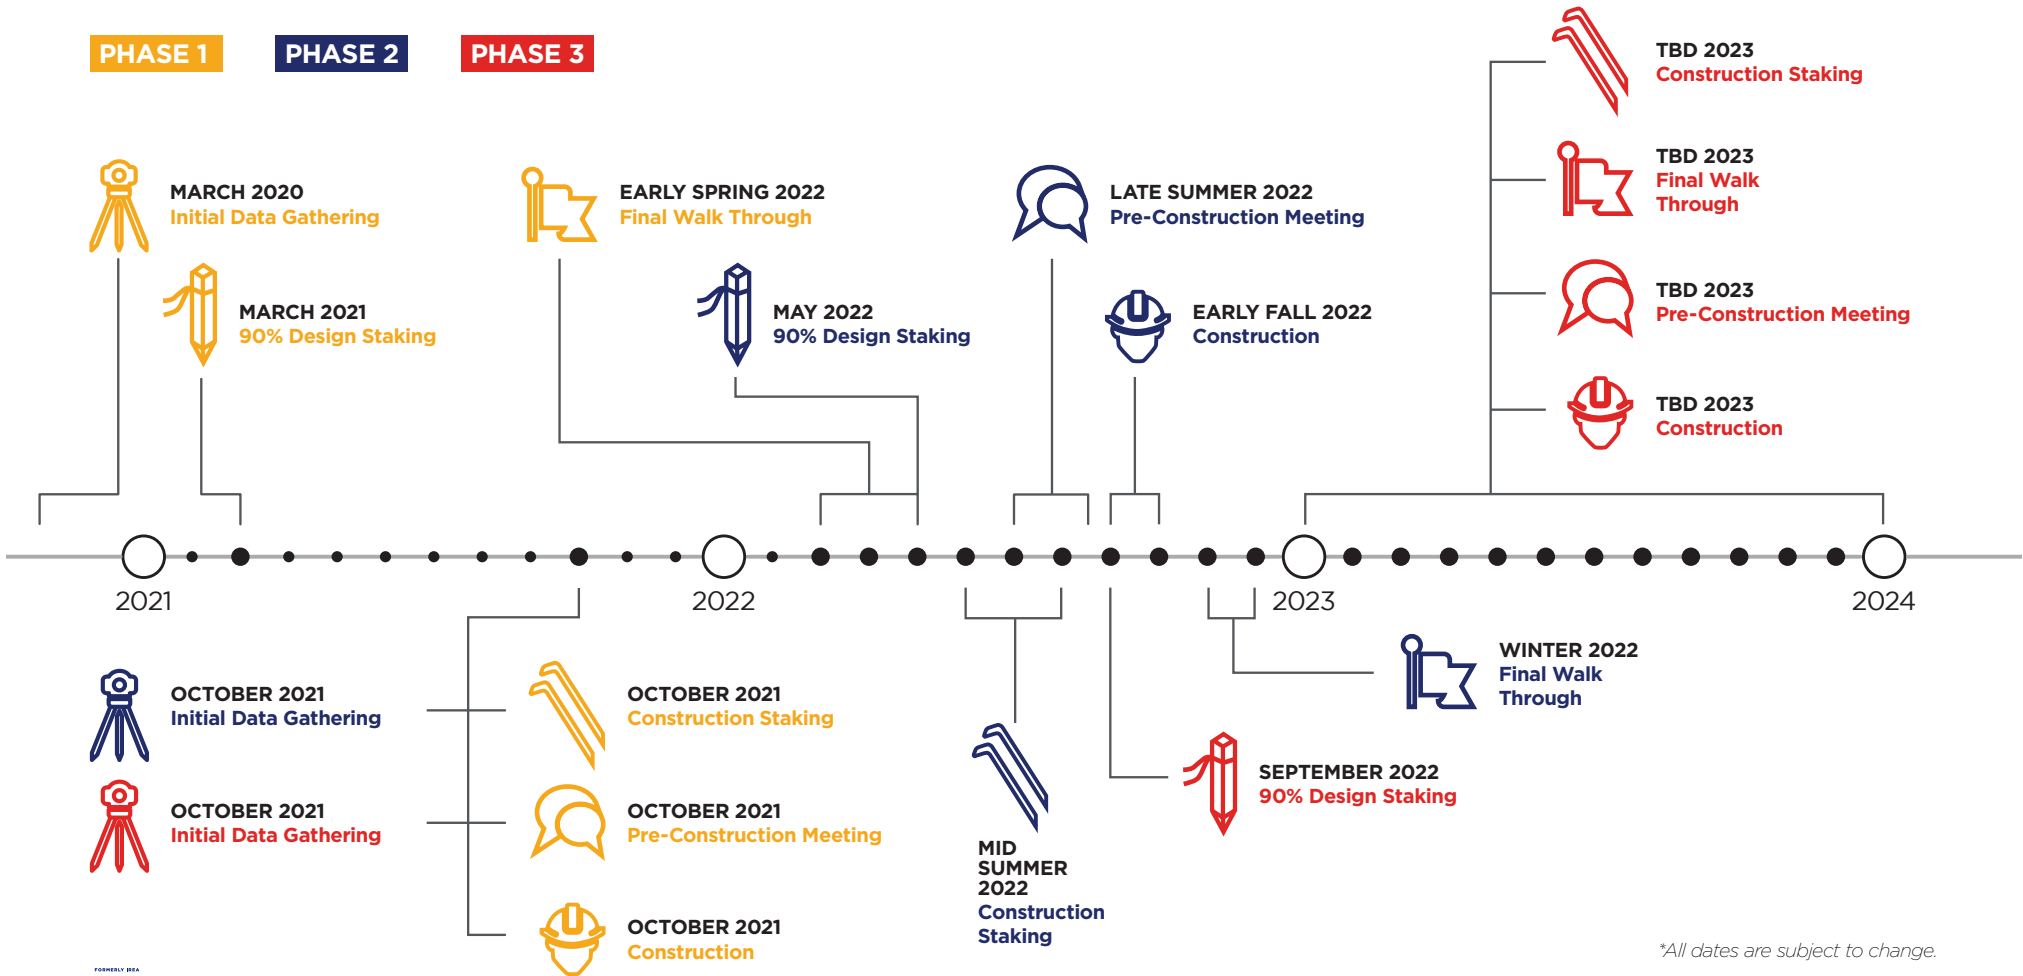 PHASE 1
PHASE 2
PHASE 3
MARCH 2020
Initial Data Gathering
MARCH 2021
90% Design Staking
EARLY SPRING 2022
Final Walk Through
MAY 2022
90% Design Staking
LATE SUMMER 2022
Pre-Construction Meeting
EARLY FALL 2022
Construction
TBD 2023
Construction Staking
TBD 2023
Final Walk
Through
TBD 2023
Pre-Construction Meeting
TBD 2023
Construction
2021
2022
2023
2024
OCTOBER 2021
Initial Data Gathering
OCTOBER 2021
Initial Data Gathering
OCTOBER 2021
Construction Staking
OCTOBER 2021
Pre-Construction Meeting
OCTOBER 2021
Construction
MID
SUMMER
2022
Construction
Staking
SEPTEMBER 2022
90% Design Staking
WINTER 2022
Final Walk
Through
*All dates are subject to change.
FORMERLY IREA